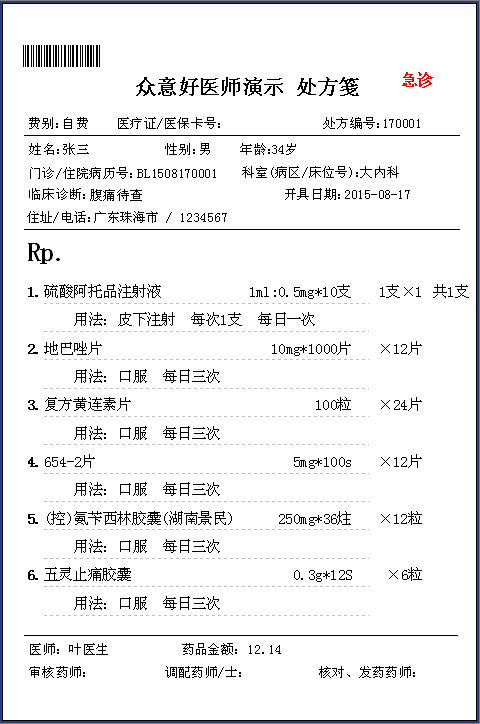 众意好医师演示 处方笺 急诊
费别:自费 医疗证/医保卡号: 处方编号:170001
姓名:张三 性别:男 年龄:34岁
门诊/住院病历号:BL1508170001 科室(病区/床位号):大内科
临床诊断:腹痛待查 开具日期:2015-08-17
住址/电话:广东珠海市 / 1234567
Rp.
1. 硫酸阿托品注射液 1ml:0.5mg*10支 1支×1 共1支
用法: 皮下注射 每次1支 每日一次
2. 地巴唑片 10mg*1000片 ×12片
用法: 口服 每日三次
3. 复方黄连素片 100粒 ×24片
用法: 口服 每日三次
4. 654-2片 5mg*100s ×12片
用法: 口服 每日三次
5. (控)氨苄西林胶囊(湖南景民) 250mg*36炷 ×12粒
用法: 口服 每日三次
6. 五灵止痛胶囊 0.3g*12S ×6粒
用法: 口服 每日三次
医师: 叶医生 药品金额: 12.14
审核药师: 调配药师/士: 核对、发药药师: